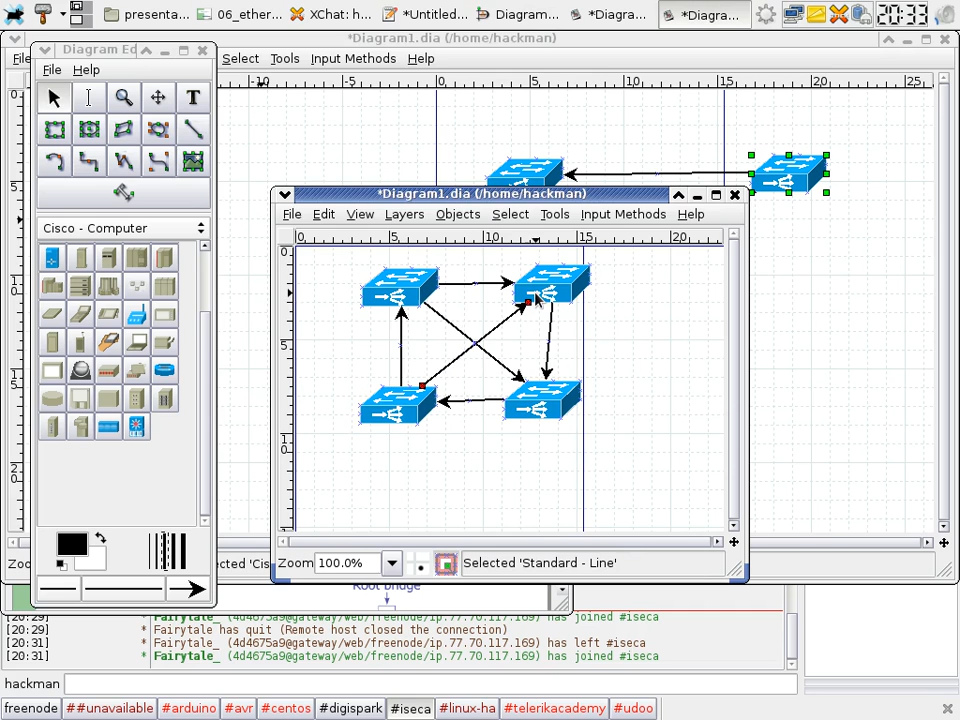 presenta...
06_ether...
XChat: h...
*Untitled...
Diagram...
*Diagra...
*Diagra...
20:33
*Diagram1.dia (/home/hackman)
Diagram Ed
Select Tools Input Methods Help
File Help
-10 -5 0 5 10 15 20 25
T
Cisco - Computer
*Diagram1.dia (/home/hackman)
File Edit View Layers Objects Select Tools Input Methods Help
0 5 10 15 20
Zoom 100.0%
Selected 'Standard - Line'
Root bridge
[20:29] * Fairytale_ (4d4675a9@gateway/web/freenode/ip.77.70.117.169) has joined #iseca
[20:29] * Fairytale has quit (Remote host closed the connection)
[20:31] * Fairytale_ (4d4675a9@gateway/web/freenode/ip.77.70.117.169) has left #iseca
[20:31] * Fairytale_ (4d4675a9@gateway/web/freenode/ip.77.70.117.169) has joined #iseca
hackman
freenode ##unavailable #arduino #avr #centos #digispark #iseca #linux-ha #telerikacademy #udoo